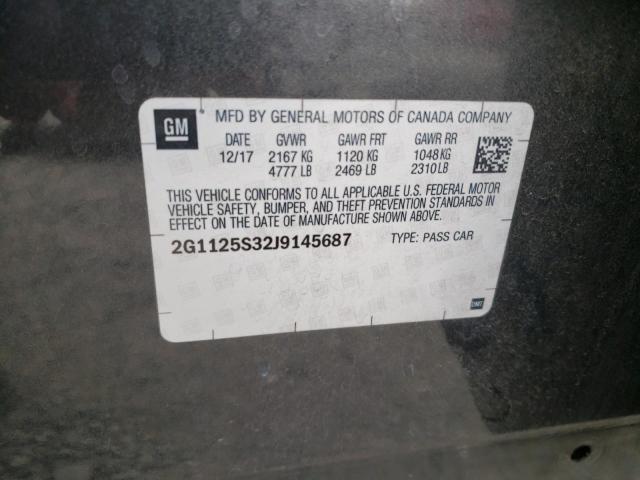 GM MFD BY GENERAL MOTORS OF CANADA COMPANY
DATE GVWR GAWR FRT GAWR RR
12/17 2167 KG 1120 KG 1048 KG
4777 LB 2469 LB 2310 LB
THIS VEHICLE CONFORMS TO ALL APPLICABLE U.S. FEDERAL MOTOR
VEHICLE SAFETY, BUMPER, AND THEFT PREVENTION STANDARDS IN
EFFECT ON THE DATE OF MANUFACTURE SHOWN ABOVE.
2G1125S32J9145687 TYPE: PASS CAR